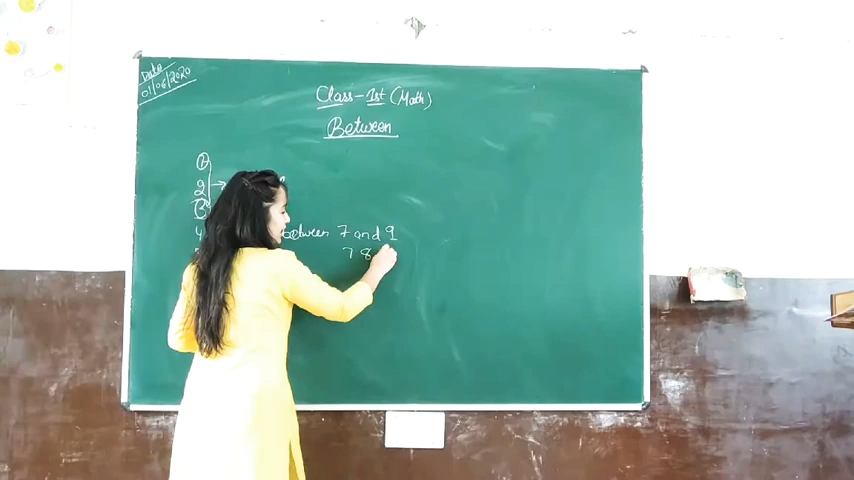 Date
01/06/2020
Class-1st (Math)
Between
1
2
3
4 between 7 and 9
7 8